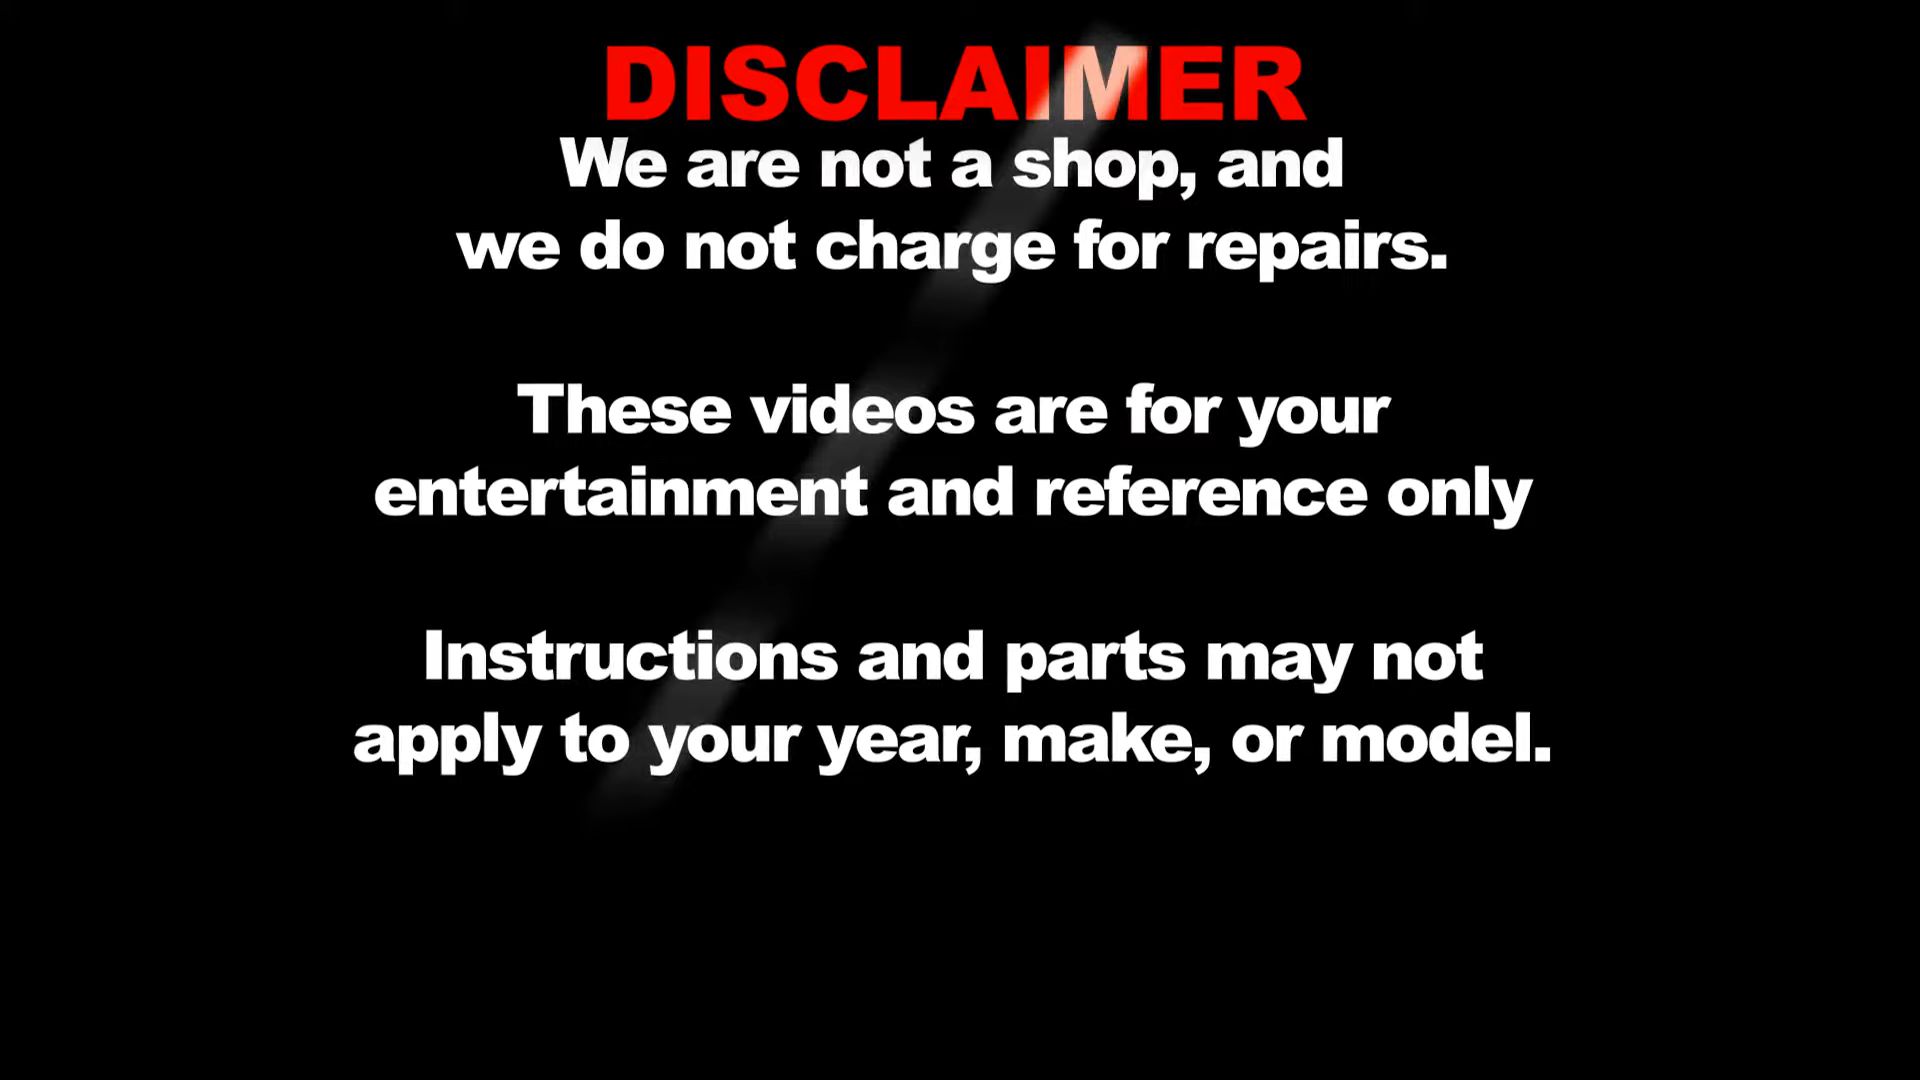 DISCLAIMER
We are not a shop, and
we do not charge for repairs.
These videos are for your
entertainment and reference only
Instructions and parts may not
apply to your year, make, or model.